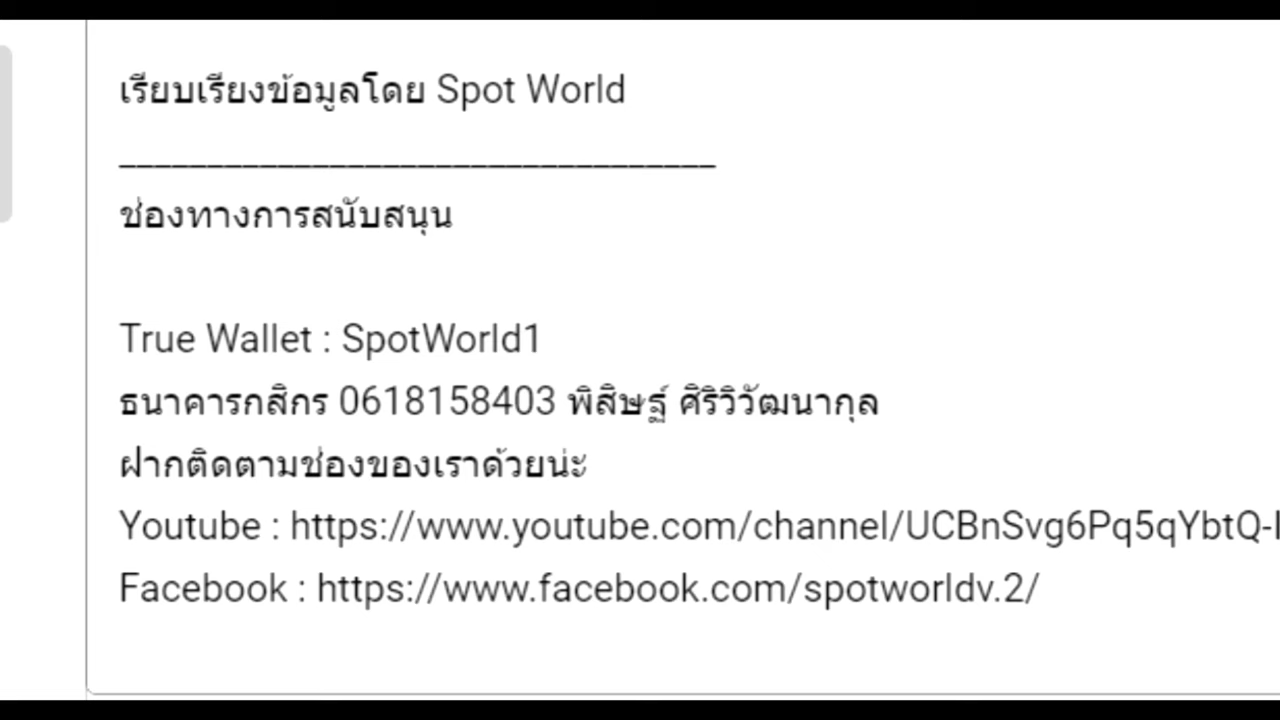 เรียบเรียงข้อมูลโดย Spot World
__________________________________
ช่องทางการสนับสนุน
True Wallet : SpotWorld1
ธนาคารกสิกร 0618158403 พิสิษฐ์ ศิริวิวัฒนากุล
ฝากติดตามช่องของเราด้วยน่ะ
Youtube : https://www.youtube.com/channel/UCBnSvg6Pq5qYbtQ-
Facebook : https://www.facebook.com/spotworldv.2/